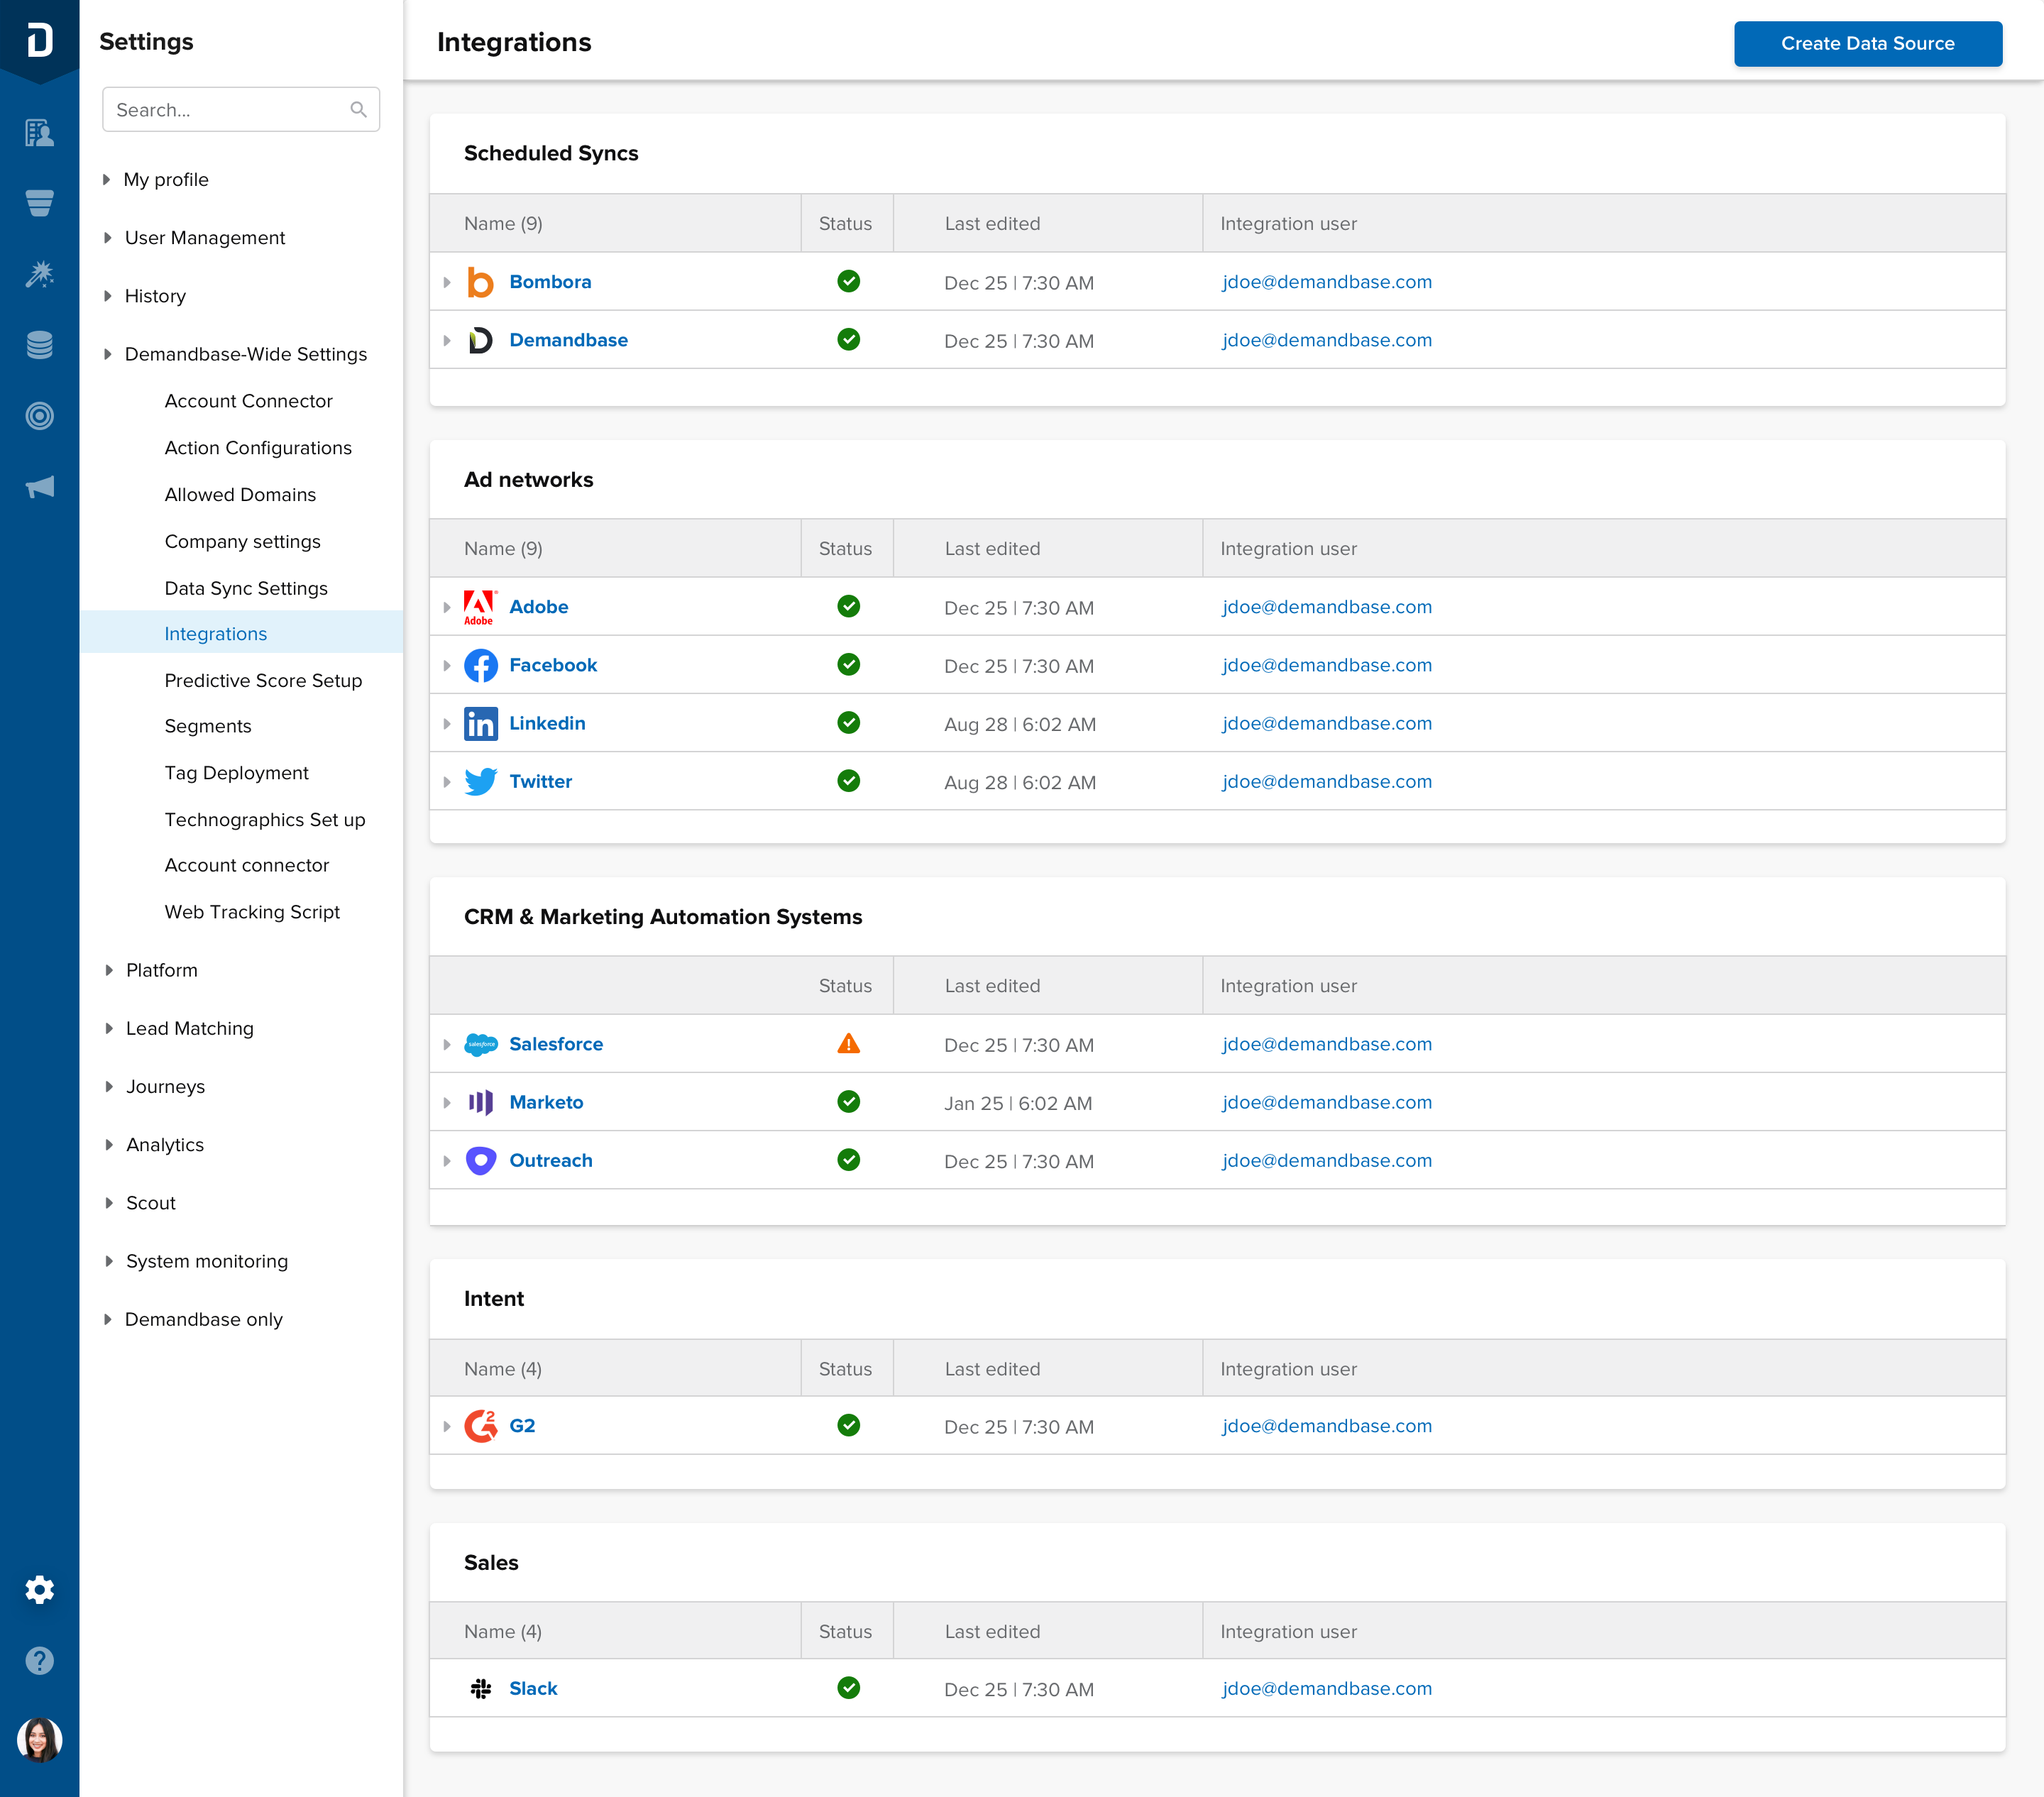 Settings
Search...
My profile
User Management
History
Demandbase-Wide Settings
Account Connector
Action Configurations
Allowed Domains
Company settings
Data Sync Settings
Integrations
Predictive Score Setup
Segments
Tag Deployment
Technographics Set up
Account connector
Web Tracking Script
Platform
Lead Matching
Journeys
Analytics
Scout
System monitoring
Demandbase only
Integrations
Create Data Source
Scheduled Syncs
Name (9) Status Last edited Integration user
Bombora Dec 25 | 7:30 AM jdoe@demandbase.com
Demandbase Dec 25 | 7:30 AM jdoe@demandbase.com
Ad networks
Name (9) Status Last edited Integration user
Adobe Adobe Dec 25 | 7:30 AM jdoe@demandbase.com
Facebook Dec 25 | 7:30 AM jdoe@demandbase.com
in Linkedin Aug 28 | 6:02 AM jdoe@demandbase.com
Twitter Aug 28 | 6:02 AM jdoe@demandbase.com
CRM & Marketing Automation Systems
Status Last edited Integration user
salesforce Salesforce Dec 25 | 7:30 AM jdoe@demandbase.com
Marketo Jan 25 | 6:02 AM jdoe@demandbase.com
Outreach Dec 25 | 7:30 AM jdoe@demandbase.com
Intent
Name (4) Status Last edited Integration user
G2 Dec 25 | 7:30 AM jdoe@demandbase.com
Sales
Name (4) Status Last edited Integration user
Slack Dec 25 | 7:30 AM jdoe@demandbase.com